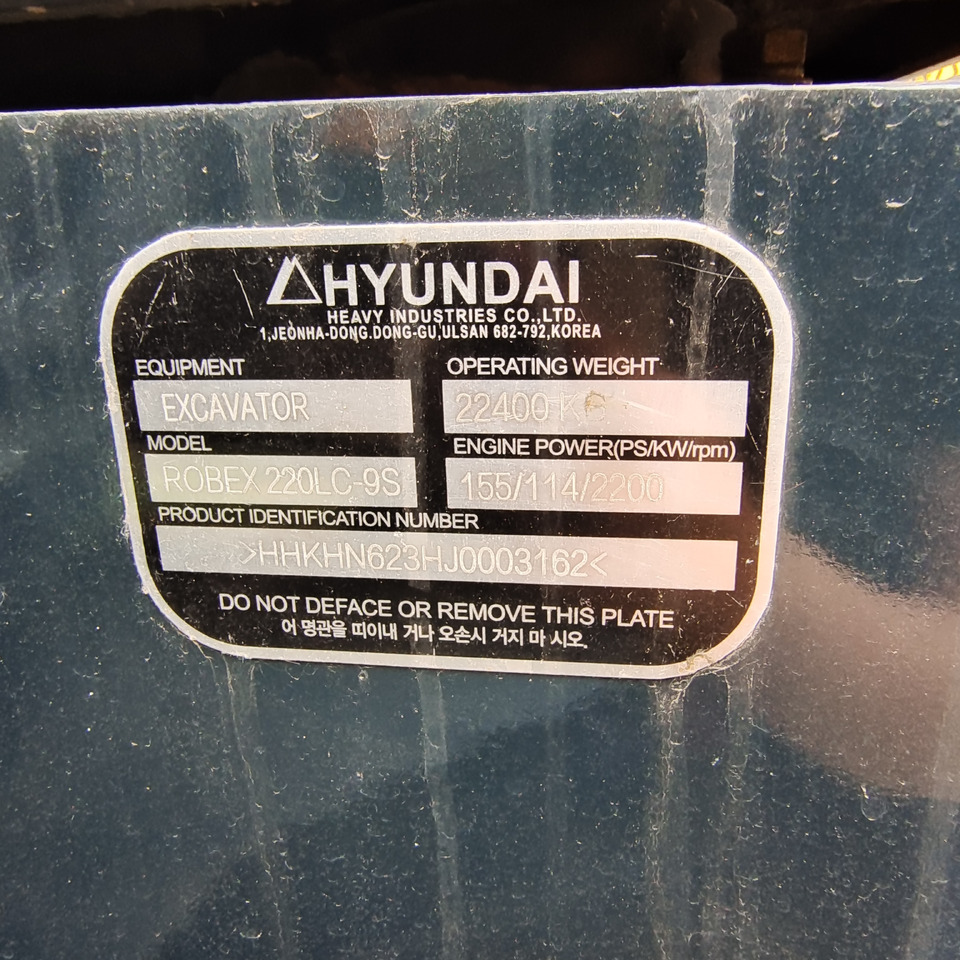 HYUNDAI
HEAVY INDUSTRIES CO.,LTD.
1,JEONHA-DONG.DONG-GU,ULSAN 682-792,KOREA
EQUIPMENT
OPERATING WEIGHT
EXCAVATOR
22400
MODEL
ENGINE POWER(PS/KW/rpm)
ROBEX 220LC-9S
155/114/2200
PRODUCT IDENTIFICATION NUMBER
>HHKHN623HJ0003162<
DO NOT DEFACE OR REMOVE THIS PLATE
어 명관을 띠이내 거나 오손시 거지 마 시오.